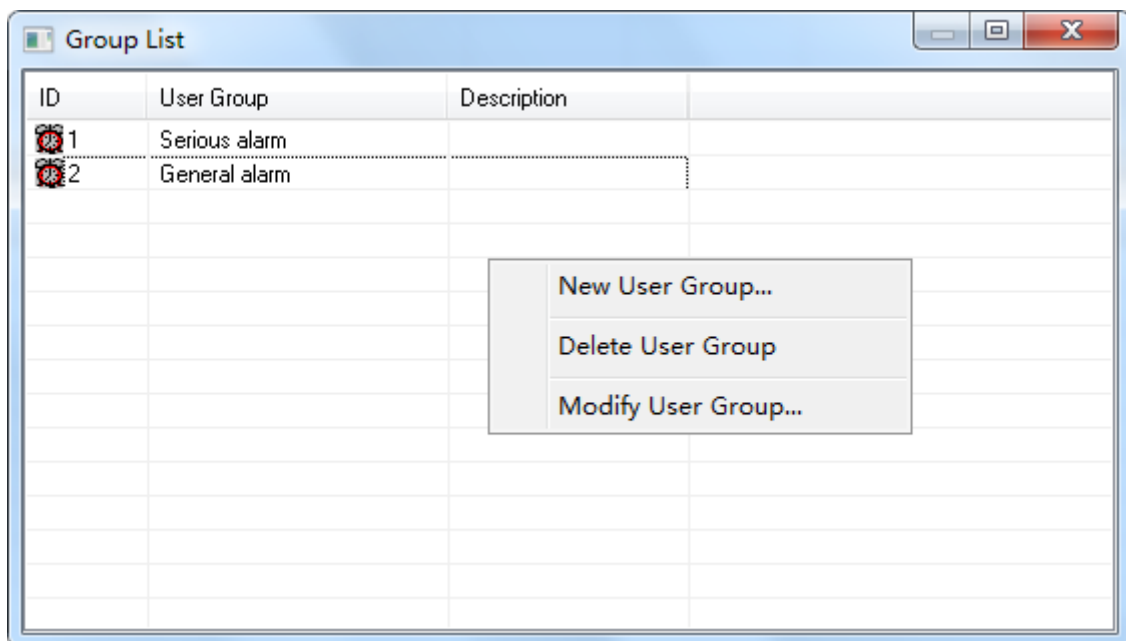 Group List
ID User Group Description
1 Serious alarm
2 General alarm
New User Group...
Delete User Group
Modify User Group...